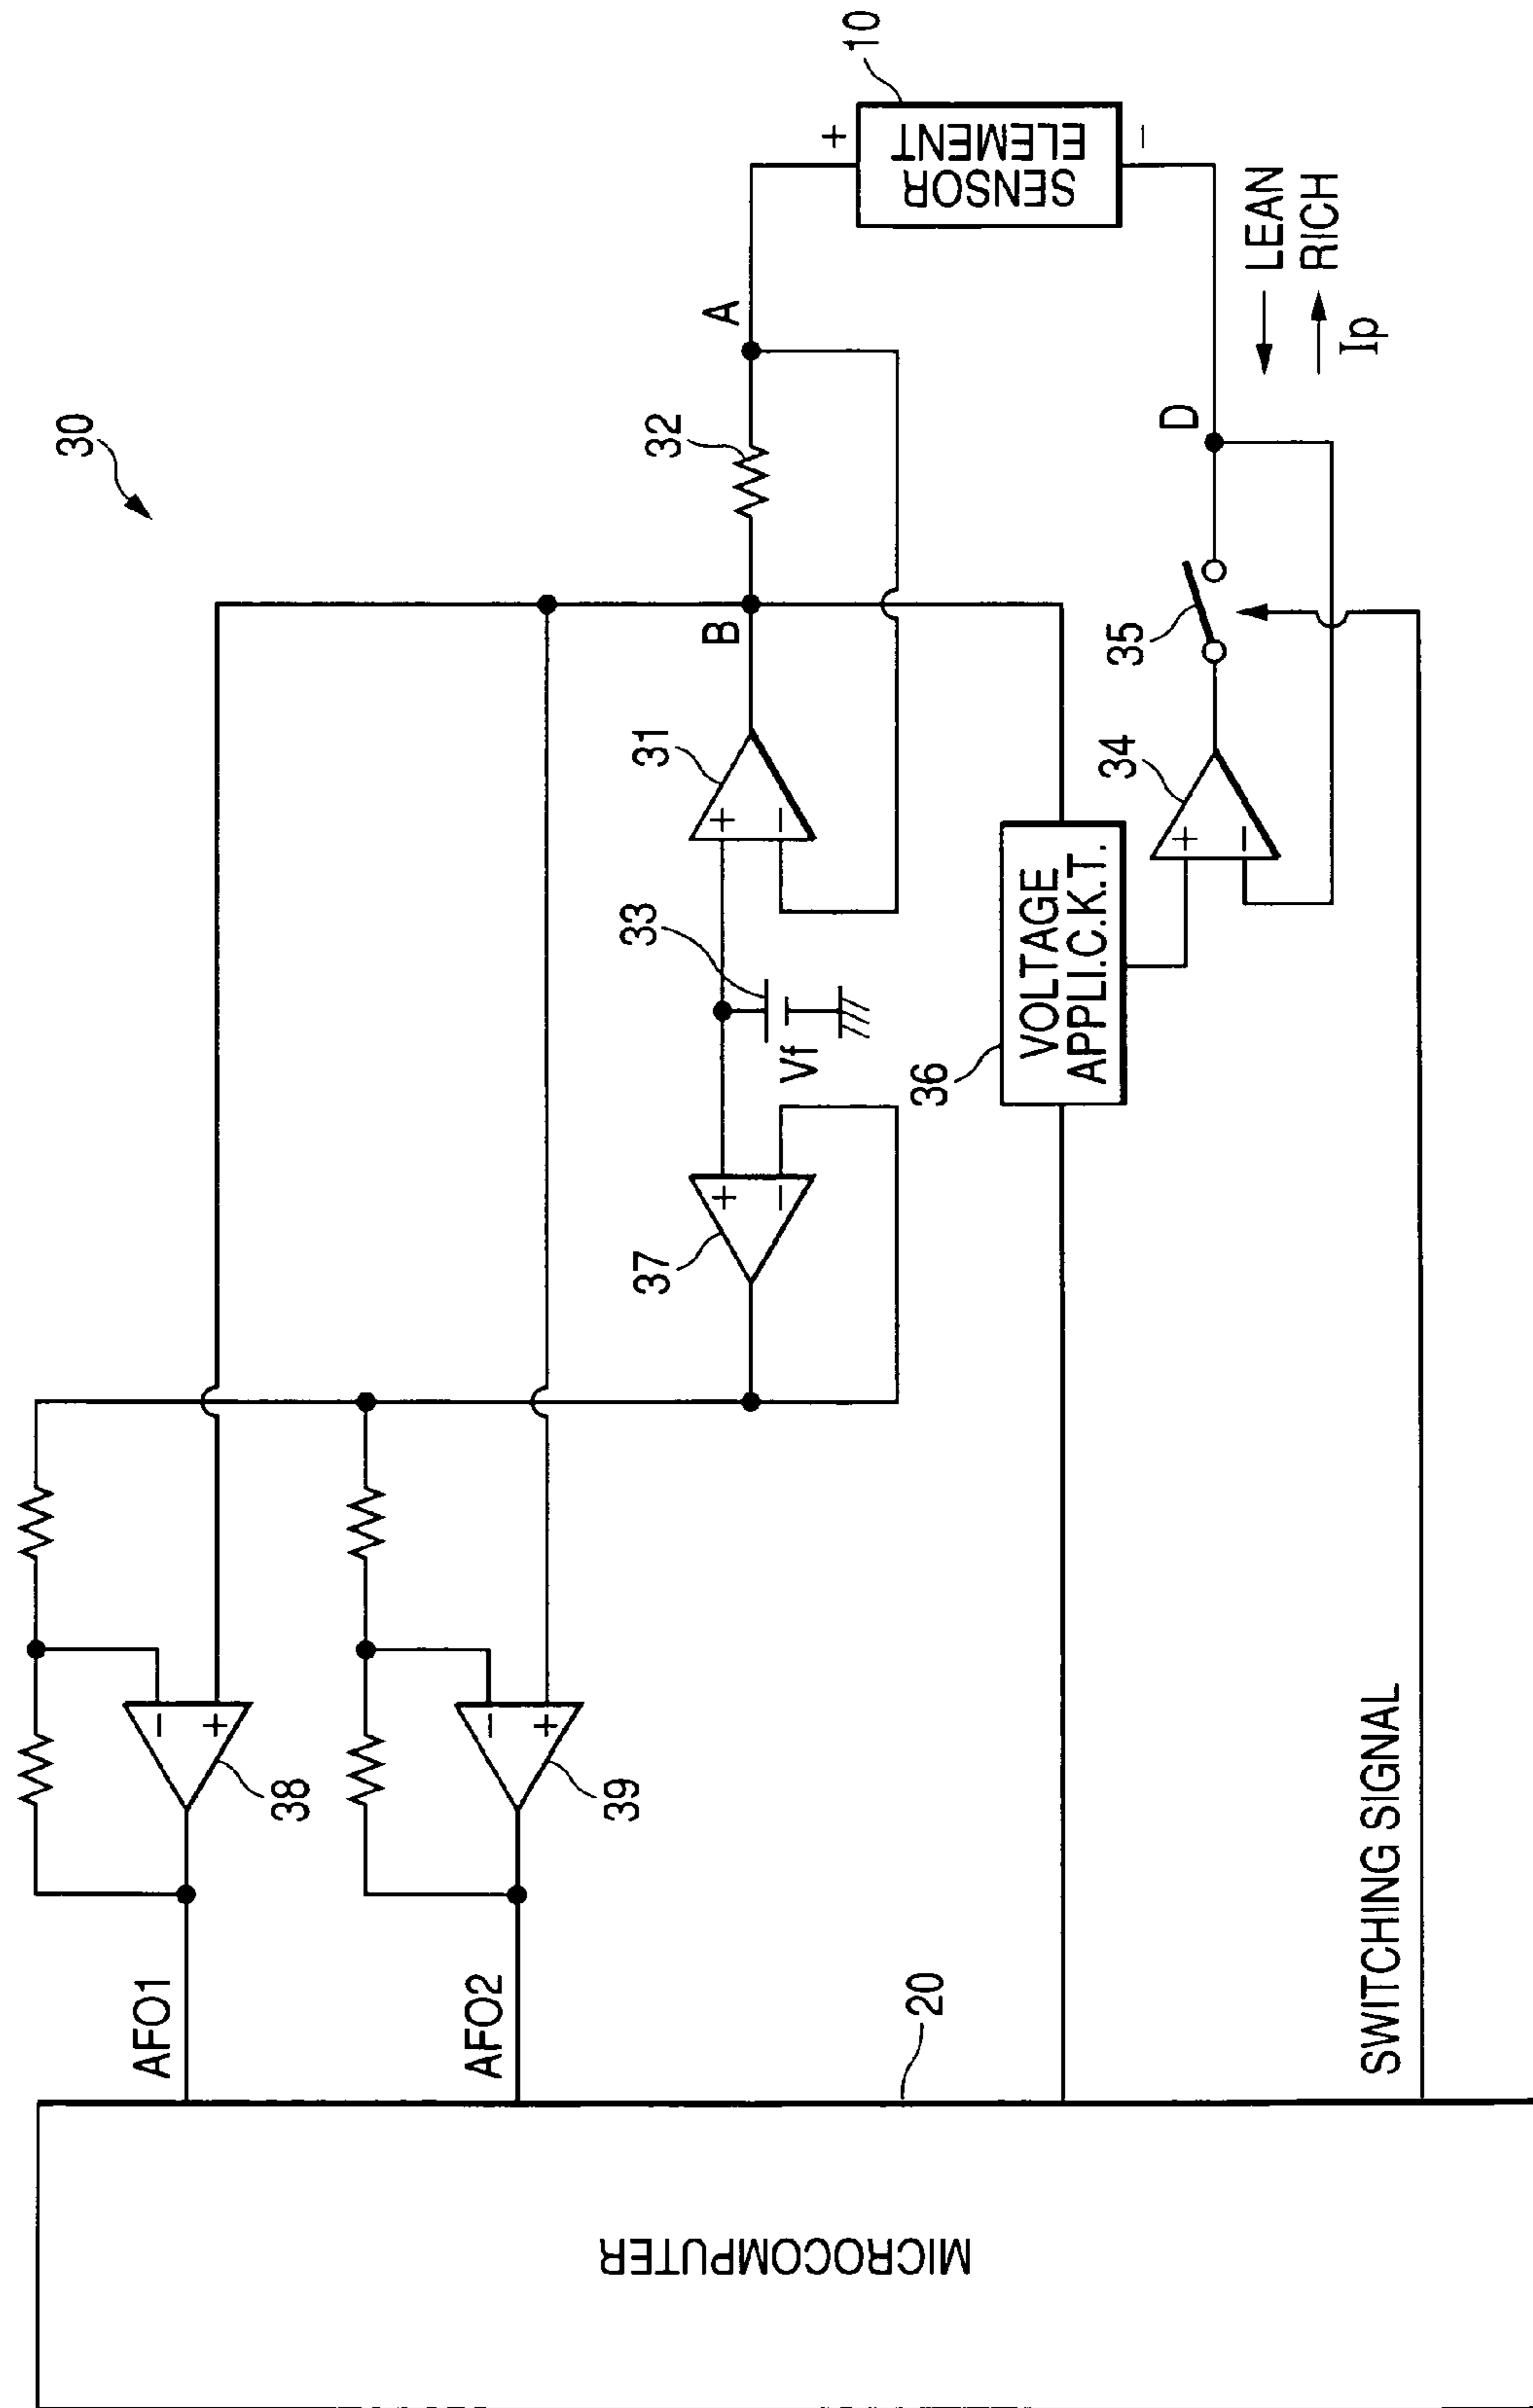 30
10
+
SENSOR
ELEMENT
−
A
32
B
LEAN
RICH
Ip
D
35
31
+
−
34
+
−
33
Vf
VOLTAGE
APPLI.C.K.T.
36
37
+
−
38
−
+
39
−
+
AFO1
AFO2
20
SWITCHING SIGNAL
MICROCOMPUTER